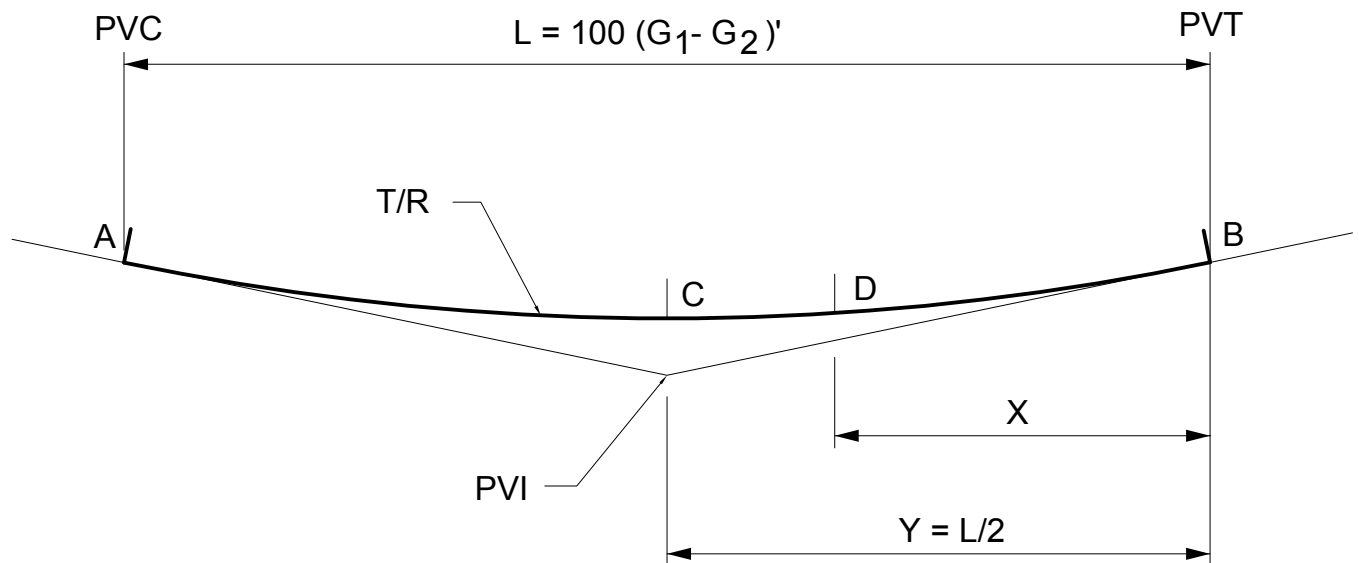 PVC
L = 100 (G₁- G₂)'
PVT
T/R
A
B
C
D
X
PVI
Y = L/2